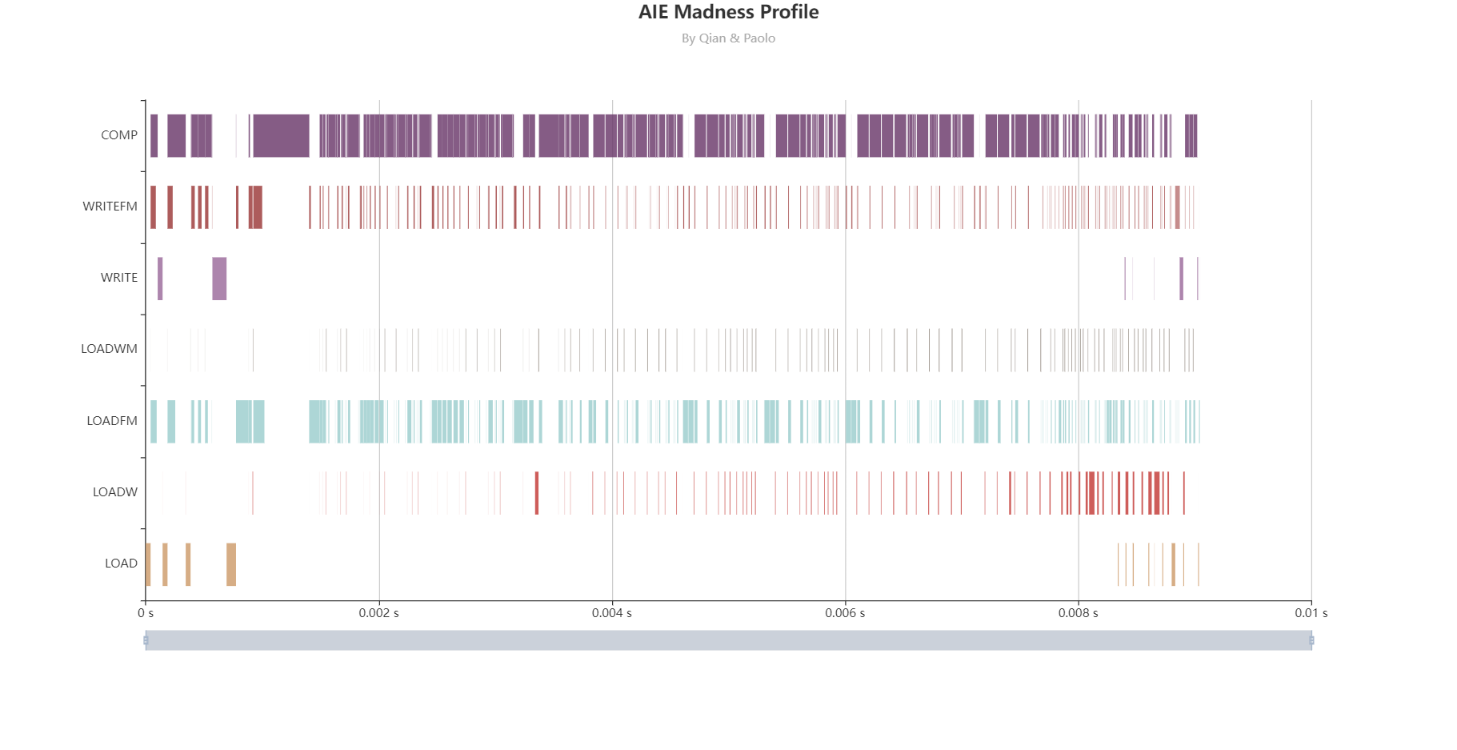 AIE Madness Profile
By Qian & Paolo
COMP
WRITEFM
WRITE
LOADWM
LOADFM
LOADW
LOAD
0 s
0.002 s
0.004 s
0.006 s
0.008 s
0.01 s